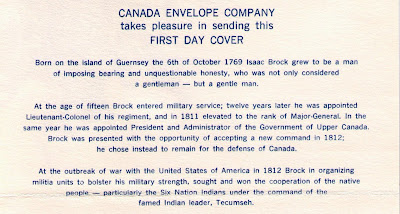 CANADA ENVELOPE COMPANY
takes pleasure in sending this
FIRST DAY COVER
Born on the island of Guernsey the 6th of October 1769 Isaac Brock grew to be a man
of imposing bearing and unquestionable honesty, who was not only considered
a gentleman — but a gentle man.
At the age of fifteen Brock entered military service; twelve years later he was appointed
Lieutenant-Colonel of his regiment, and in 1811 elevated to the rank of Major-General. In the
same year he was appointed President and Administrator of the Government of Upper Canada.
Brock was presented with the opportunity of accepting a new command in 1812;
he chose instead to remain for the defense of Canada.
At the outbreak of war with the United States of America in 1812 Brock in organizing
militia units to bolster his military strength, sought and won the cooperation of the native
people — particularly the Six Nation Indians under the command of the
famed Indian leader, Tecumseh.